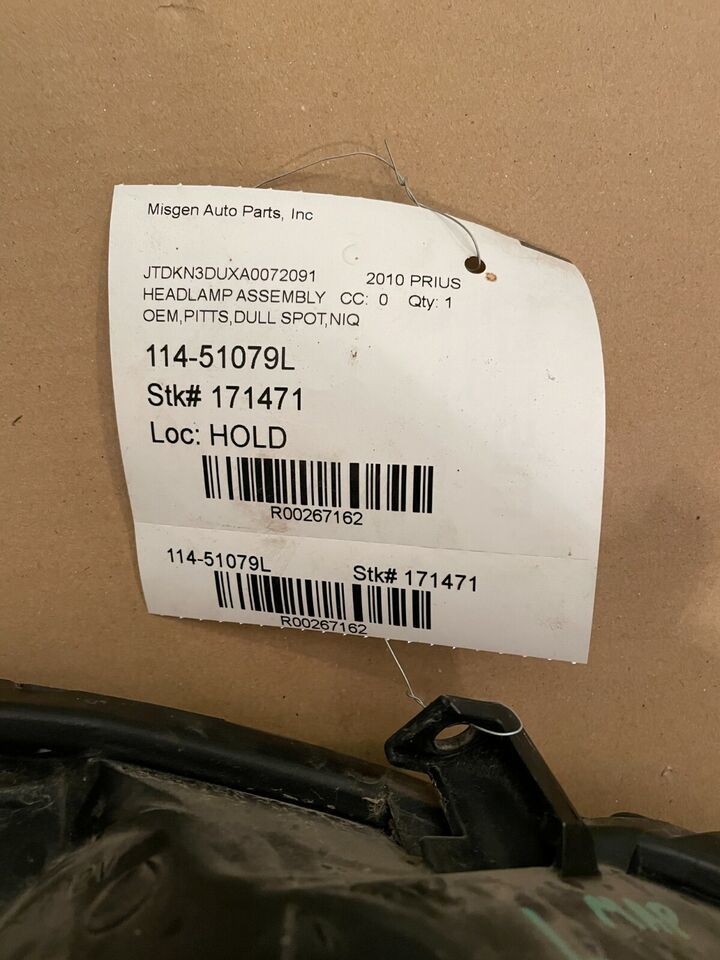 Misgen Auto Parts, Inc
JTDKN3DUXA0072091 2010 PRIUS
HEADLAMP ASSEMBLY CC: 0 Qty: 1
OEM,PITTS,DULL SPOT,NIQ
114-51079L
Stk# 171471
Loc: HOLD
R00267162
114-51079L Stk# 171471
R00267162